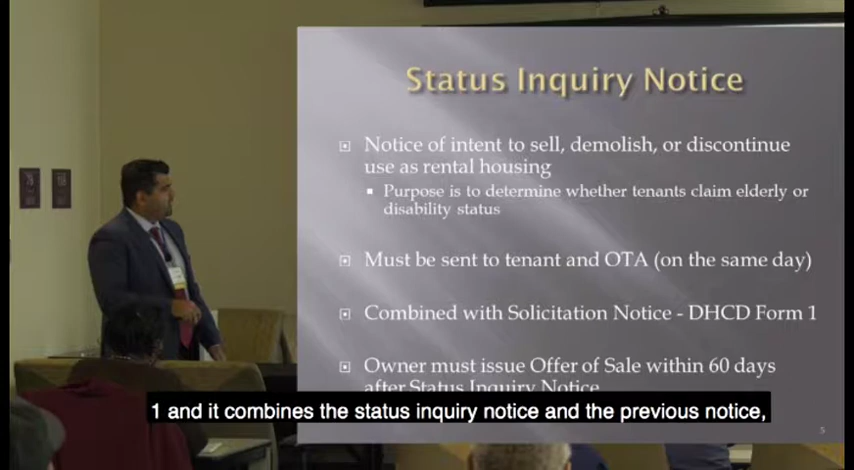 Status Inquiry Notice
Notice of intent to sell, demolish, or discontinue
use as rental housing
Purpose is to determine whether tenants claim elderly or
disability status
Must be sent to tenant and OTA (on the same day)
Combined with Solicitation Notice - DHCD Form 1
Owner must issue Offer of Sale within 60 days
after Status Inquiry Notice
1 and it combines the status inquiry notice and the previous notice,
5